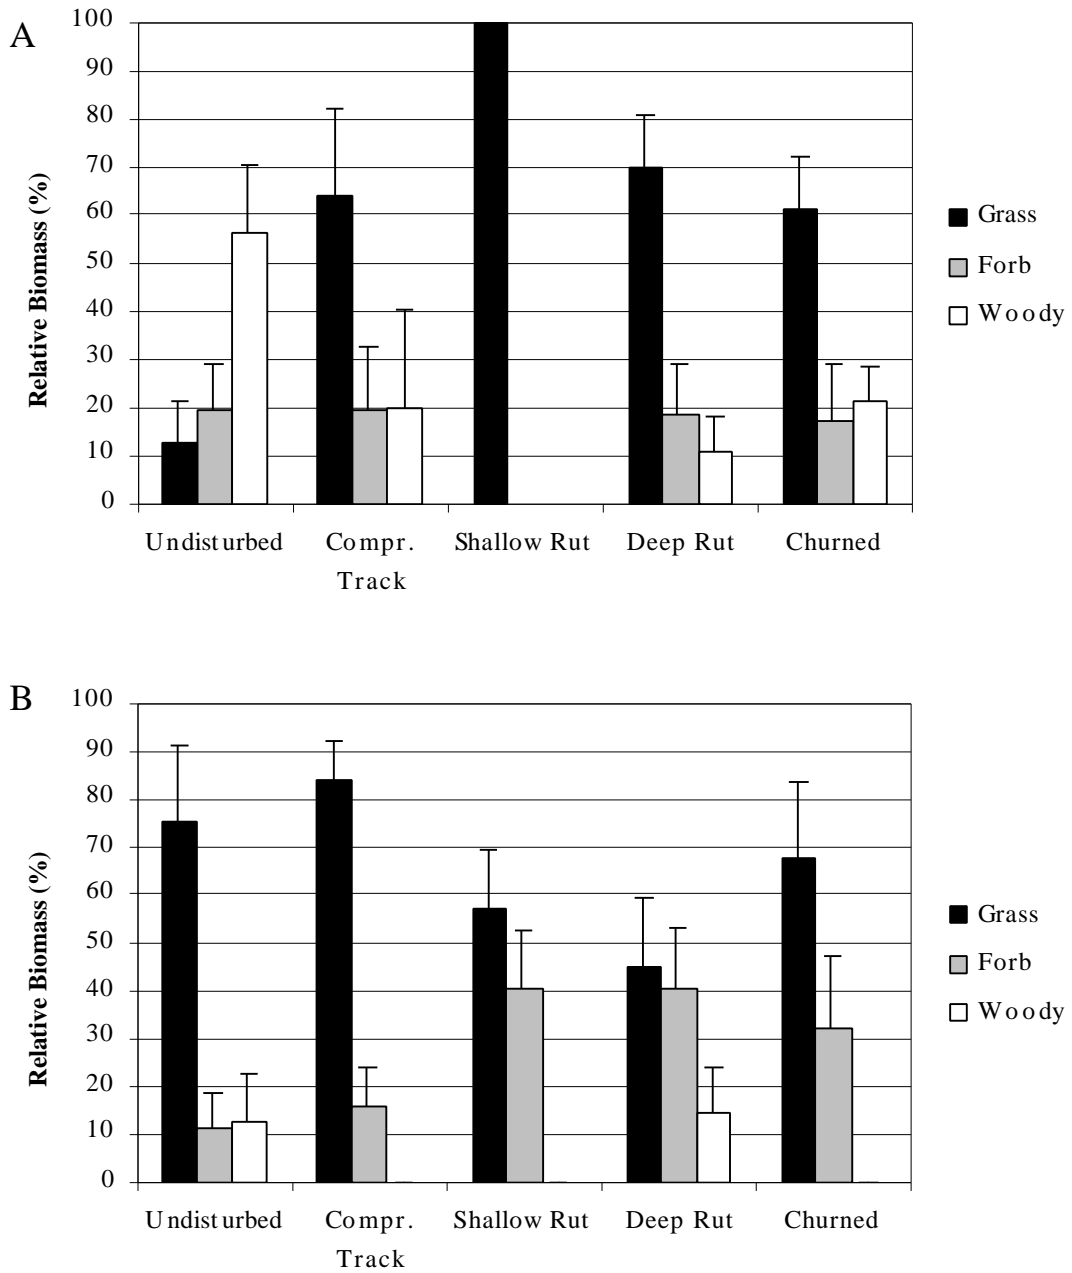 A
100
90
80
70
60
50
40
30
20
10
0
Relative Biomass (%)
Undisturbed
Compr.
Track
Shallow Rut
Deep Rut
Churned
Grass
Forb
Woody
B
100
90
80
70
60
50
40
30
20
10
0
Relative Biomass (%)
Undisturbed
Compr.
Track
Shallow Rut
Deep Rut
Churned
Grass
Forb
Woody